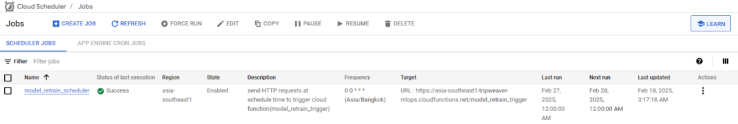 Cloud Scheduler / Jobs
Jobs CREATE JOB REFRESH FORCE RUN EDIT COPY PAUSE RESUME DELETE LEARN
SCHEDULER JOBS APP ENGINE CRON JOBS
Filter Filter jobs
Name Status of last execution Region State Description Frequency Target Last run Next run Last updated Actions
model_retrain_scheduler Success asia- Enabled send HTTP requests at 0 0 * * * URL : https://asia-southeast1-tripweaver- Feb 27, Feb 28, Feb 18, 2025,
southeast1 schedule time to trigger cloud (Asia/Bangkok) mlops.cloudfunctions.net/model_retrain_trigger 2025, 2025, 3:17:18 AM
function(model_retrain_trigger) 12:00:00 12:00:00 AM
AM